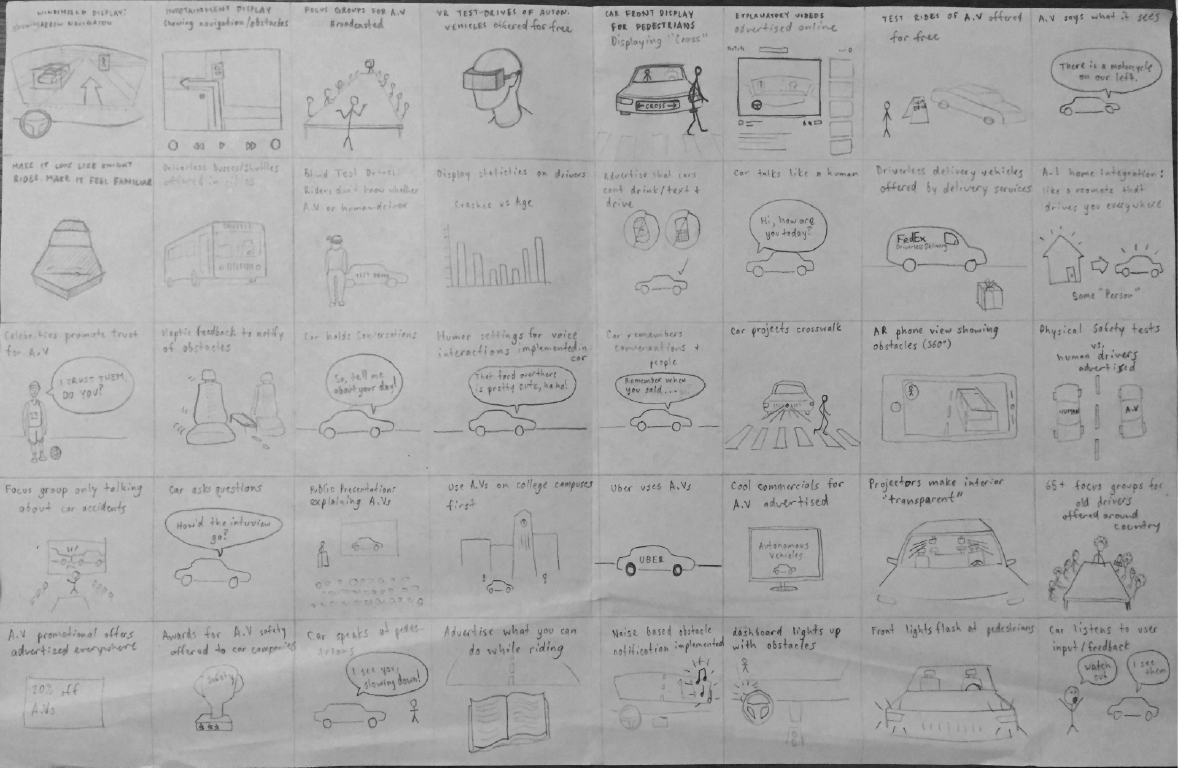 WINDSHIELD DISPLAY:
NAVIGATION
INFOTAINMENT DISPLAY
showing navigation/obstacles
FOCUS GROUPS FOR A.V
Broadcasted
VR TEST-DRIVES OF AUTON.
VEHICLES offered for free
CAR FRONT DISPLAY
FOR PEDESTRIANS
Displaying "Cross"
CROSS
EXPLANATORY VIDEOS
advertised online
TEST RIDES OF A.V offered
for free
A.V says what it sees
There is a motorcycle
on our left.
MAKE IT LOOK LIKE KNIGHT
RIDER. MAKE IT FEEL FAMILIAR
Driverless Busses/Shuttles
offered in cities
SHUTTLE
Blind Test Drives
Riders don't know whether
A.V or human driver
TEST DRIVE
Display statistics on drivers
Crashes vs Age
Advertise that cars
cant drink/text +
drive
Car talks like a human
Hi, how are
you today?
Driverless delivery vehicles
offered by delivery services
FedEx
Driverless Delivery
A.I home Integration:
like a roomate that
drives you everywhere
Same "Person"
Celebrities promote trust
for A.V
I TRUST THEM,
DO YOU?
Haptic feedback to notify
of obstacles
Car holds conversations
So, tell me
about your day!
Humor settings for voice
interactions implemented in
car
That ford over there
is pretty cute, haha!
Car remembers
conversations +
people
Remember when
you said....
Car projects crosswalk
AR phone view showing
obstacles (360°)
Physical Safety tests
vs.
human drivers
advertised
HUMAN
A.V
Focus group only talking
about car accidents
Car asks questions
How'd the interview
go?
Public Presentations
explaining A.Vs
Use A.Vs on college campuses
first
Uber uses A.Vs
UBER
Cool commercials for
A.V advertised
Autonomous
Vehicles
Projectors make interior
"transparent"
65+ focus groups for
old drivers
offered around
country
A.V promotional offers
advertized everywhere
20% off
A.Vs
Awards for A.V safety
offered to car companies
Safety
Car speaks at pedes-
trians
I see you,
slowing down!
Advertise what you can
do while riding
Noise based obstacle
notification implemented
dashboard lights up
with obstacles
Front lights flash at pedestrians
Car listens to user
input/feedback
watch
out
I see
them